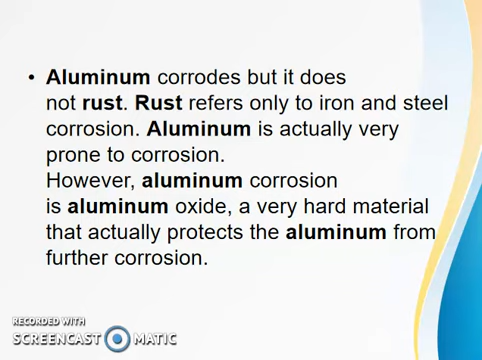 • Aluminum corrodes but it does
not rust. Rust refers only to iron and steel
corrosion. Aluminum is actually very
prone to corrosion.
However, aluminum corrosion
is aluminum oxide, a very hard material
that actually protects the aluminum from
further corrosion.
RECORDED WITH
SCREENCAST MATIC